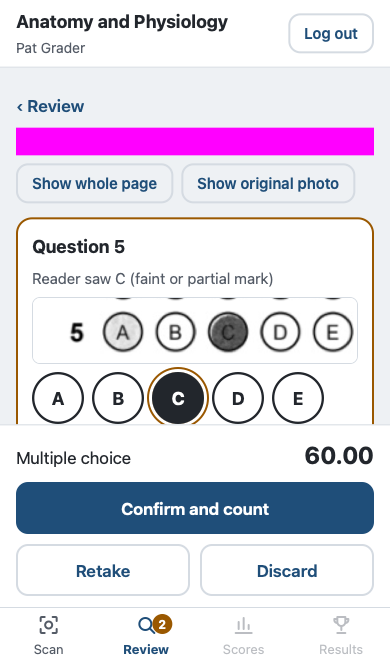 Anatomy and Physiology
Pat Grader
Log out
‹ Review
Show whole page
Show original photo
Question 5
Reader saw C (faint or partial mark)
5 A B C D E
A B C D E
Multiple choice
60.00
Confirm and count
Retake
Discard
2
Scan
Review
Scores
Results